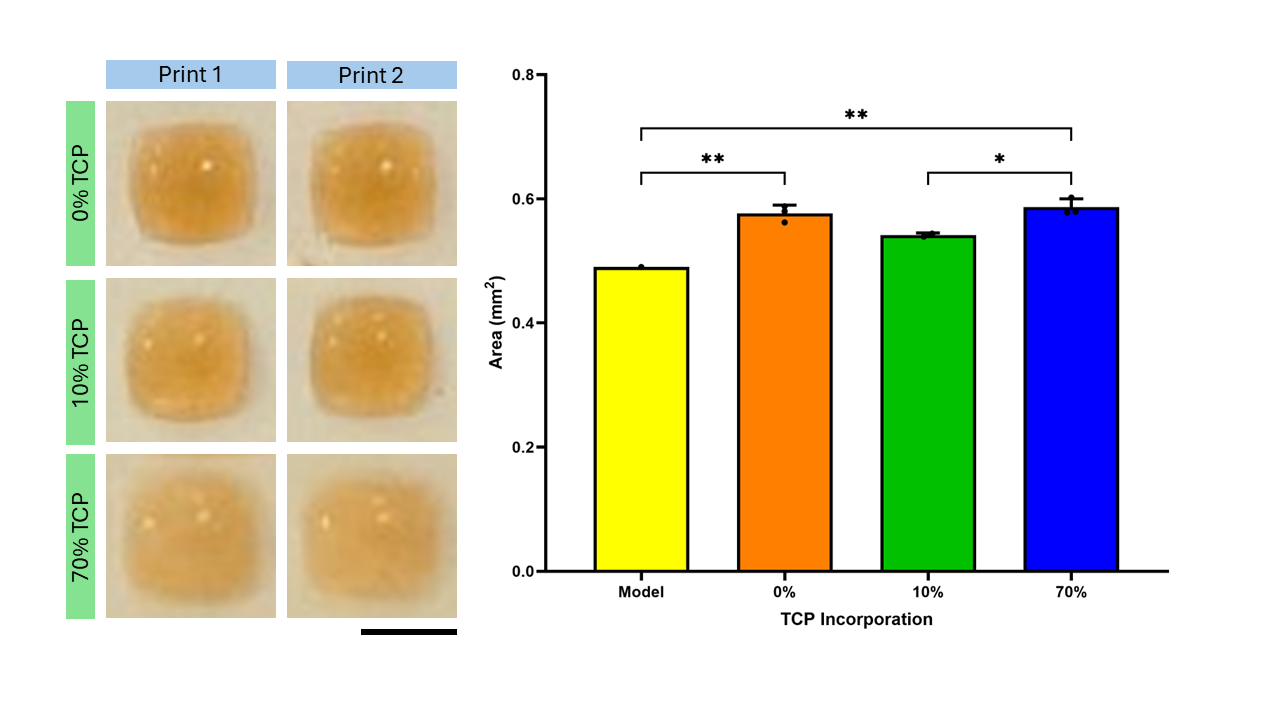 Print 1
Print 2
0% TCP
10% TCP
70% TCP
0.8
0.6
0.4
0.2
0.0
Area (mm²)
**
**
*
Model
0%
10%
70%
TCP Incorporation